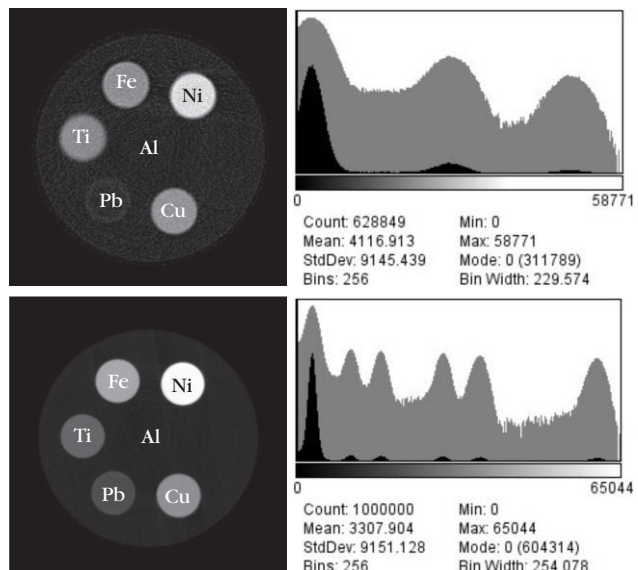 Fe
Ni
Ti
Al
Pb
Cu
0 58771
Count: 628849 Min: 0
Mean: 4116.913 Max: 58771
StdDev: 9145.439 Mode: 0 (311789)
Bins: 256 Bin Width: 229.574
Fe
Ni
Ti
Al
Pb
Cu
0 65044
Count: 1000000 Min: 0
Mean: 3307.904 Max: 65044
StdDev: 9151.128 Mode: 0 (604314)
Bins: 256 Bin Width: 254.078